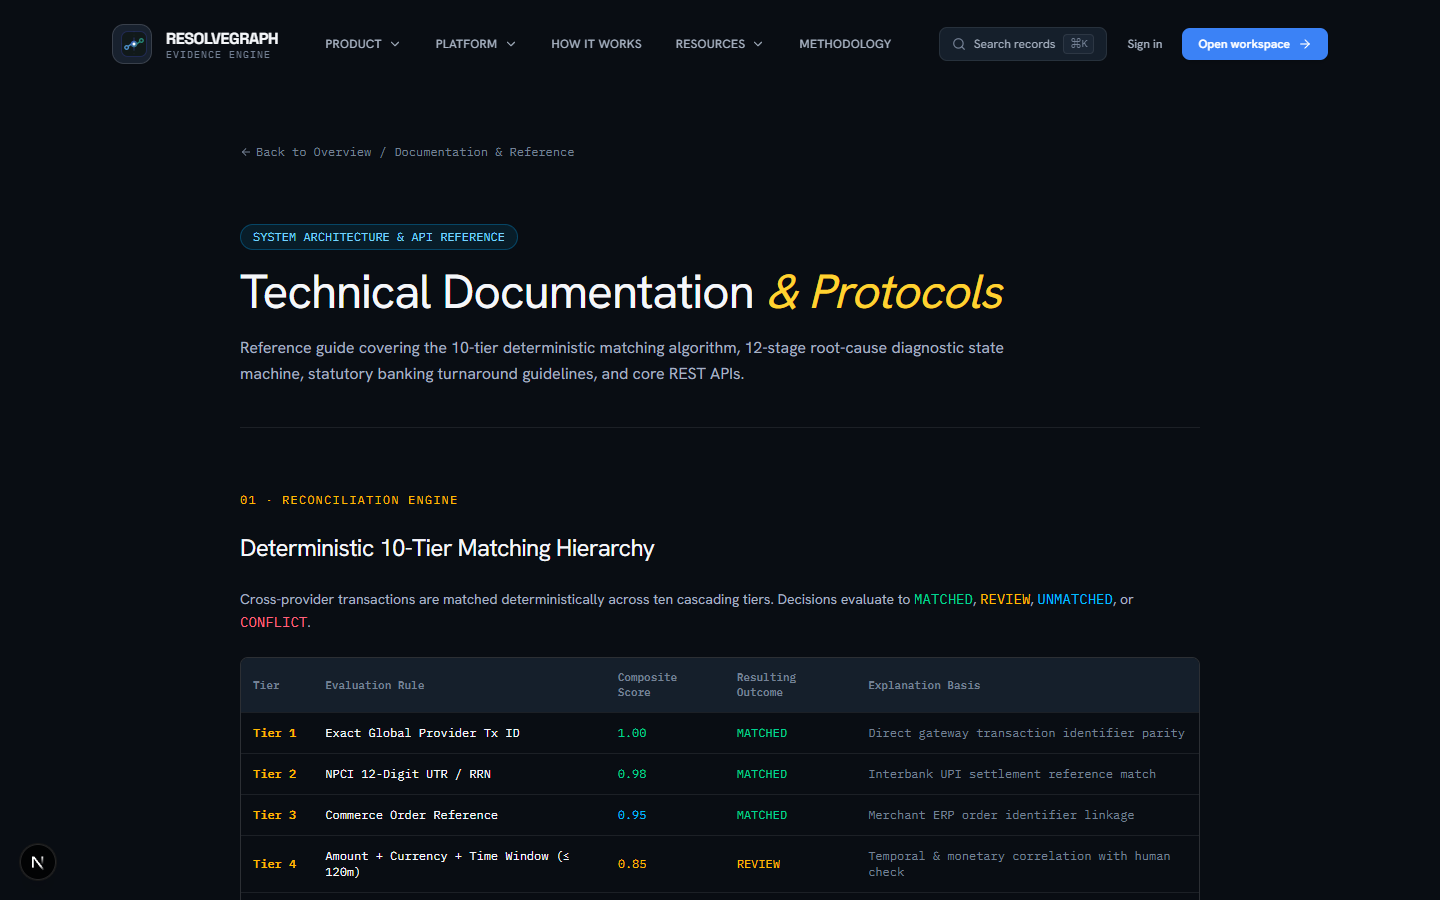 RESOLVEGRAPH
EVIDENCE ENGINE
PRODUCT
PLATFORM
HOW IT WORKS
RESOURCES
METHODOLOGY
Search records
⌘K
Sign in
Open workspace →
← Back to Overview / Documentation & Reference
SYSTEM ARCHITECTURE & API REFERENCE
Technical Documentation & Protocols
Reference guide covering the 10-tier deterministic matching algorithm, 12-stage root-cause diagnostic state
machine, statutory banking turnaround guidelines, and core REST APIs.
01 · RECONCILIATION ENGINE
Deterministic 10-Tier Matching Hierarchy
Cross-provider transactions are matched deterministically across ten cascading tiers. Decisions evaluate to MATCHED, REVIEW, UNMATCHED, or
CONFLICT.
Tier Evaluation Rule Composite Score Resulting Outcome Explanation Basis
Tier 1 Exact Global Provider Tx ID 1.00 MATCHED Direct gateway transaction identifier parity
Tier 2 NPCI 12-Digit UTR / RRN 0.98 MATCHED Interbank UPI settlement reference match
Tier 3 Commerce Order Reference 0.95 MATCHED Merchant ERP order identifier linkage
Tier 4 Amount + Currency + Time Window (≤ 120m) 0.85 REVIEW Temporal & monetary correlation with human check
N